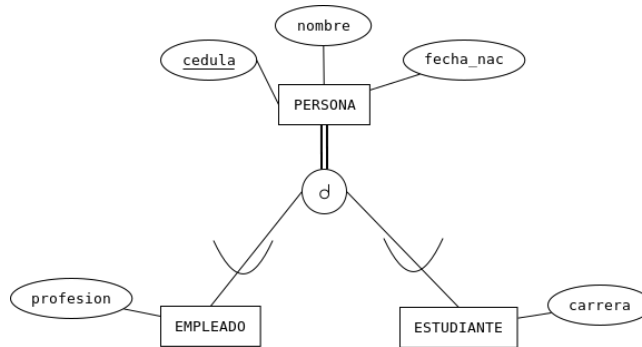 nombre
cedula
fecha_nac
PERSONA
d
profesion
carrera
EMPLEADO
ESTUDIANTE